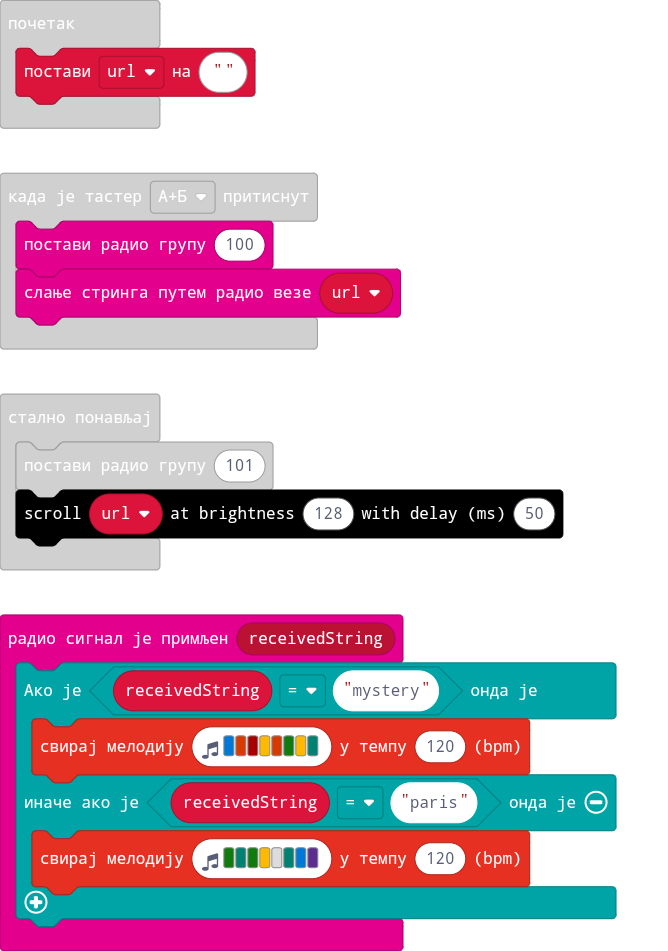 почетак
постави url на " "
када је тастер А+Б притиснут
постави радио групу 100
слање стринга путем радио везе url
стално понављај
постави радио групу 101
scroll url at brightness 128 with delay (ms) 50
радио сигнал је примљен receivedString
Ако је receivedString = "mystery" онда је
свирај мелодију у темпу 120 (bpm)
иначе ако је receivedString = "paris" онда је
свирај мелодију у темпу 120 (bpm)